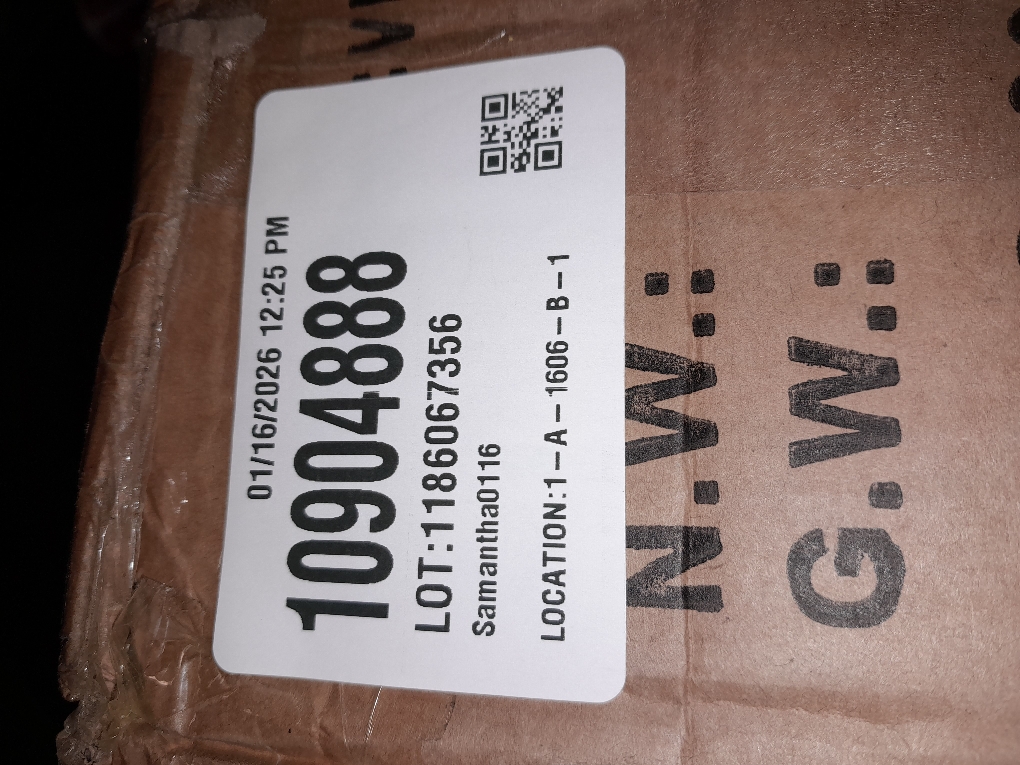 01/16/2026 12:25 PM
10904888
LOT:1186067356
Samantha0116
LOCATION:1-A-1606-B-1
N.W.:
G.W.: